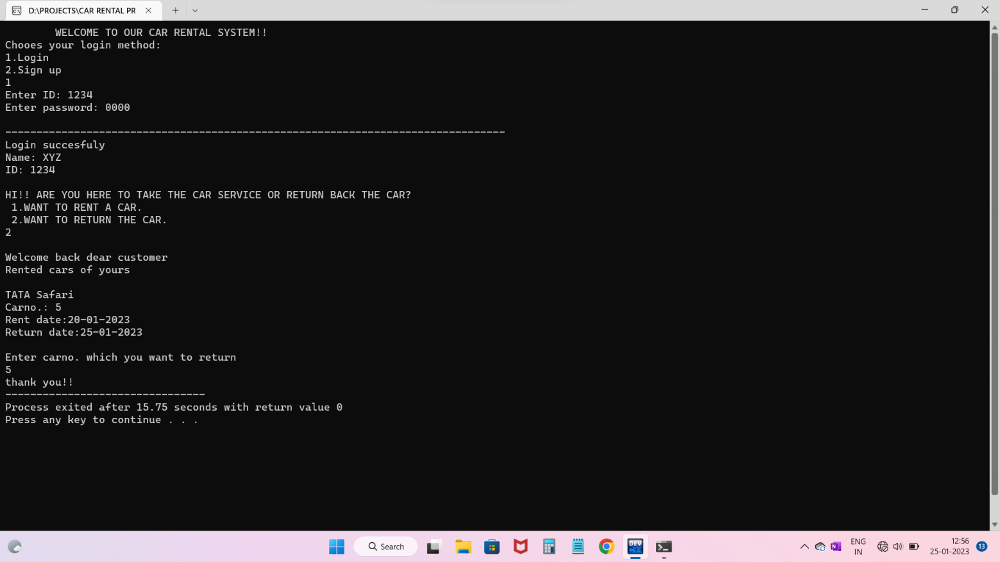 D:\PROJECTS\CAR RENTAL PR
WELCOME TO OUR CAR RENTAL SYSTEM!!
Chooes your login method:
1.Login
2.Sign up
1
Enter ID: 1234
Enter password: 0000
--------------------------------------------------------------------------------
Login succesfuly
Name: XYZ
ID: 1234
HI!! ARE YOU HERE TO TAKE THE CAR SERVICE OR RETURN BACK THE CAR?
1.WANT TO RENT A CAR.
2.WANT TO RETURN THE CAR.
2
Welcome back dear customer
Rented cars of yours
TATA Safari
Carno.: 5
Rent date:20-01-2023
Return date:25-01-2023
Enter carno. which you want to return
5
thank you!!
--------------------------------
Process exited after 15.75 seconds with return value 0
Press any key to continue . . .
Search
DEV
ENG
IN
12:56
25-01-2023
13